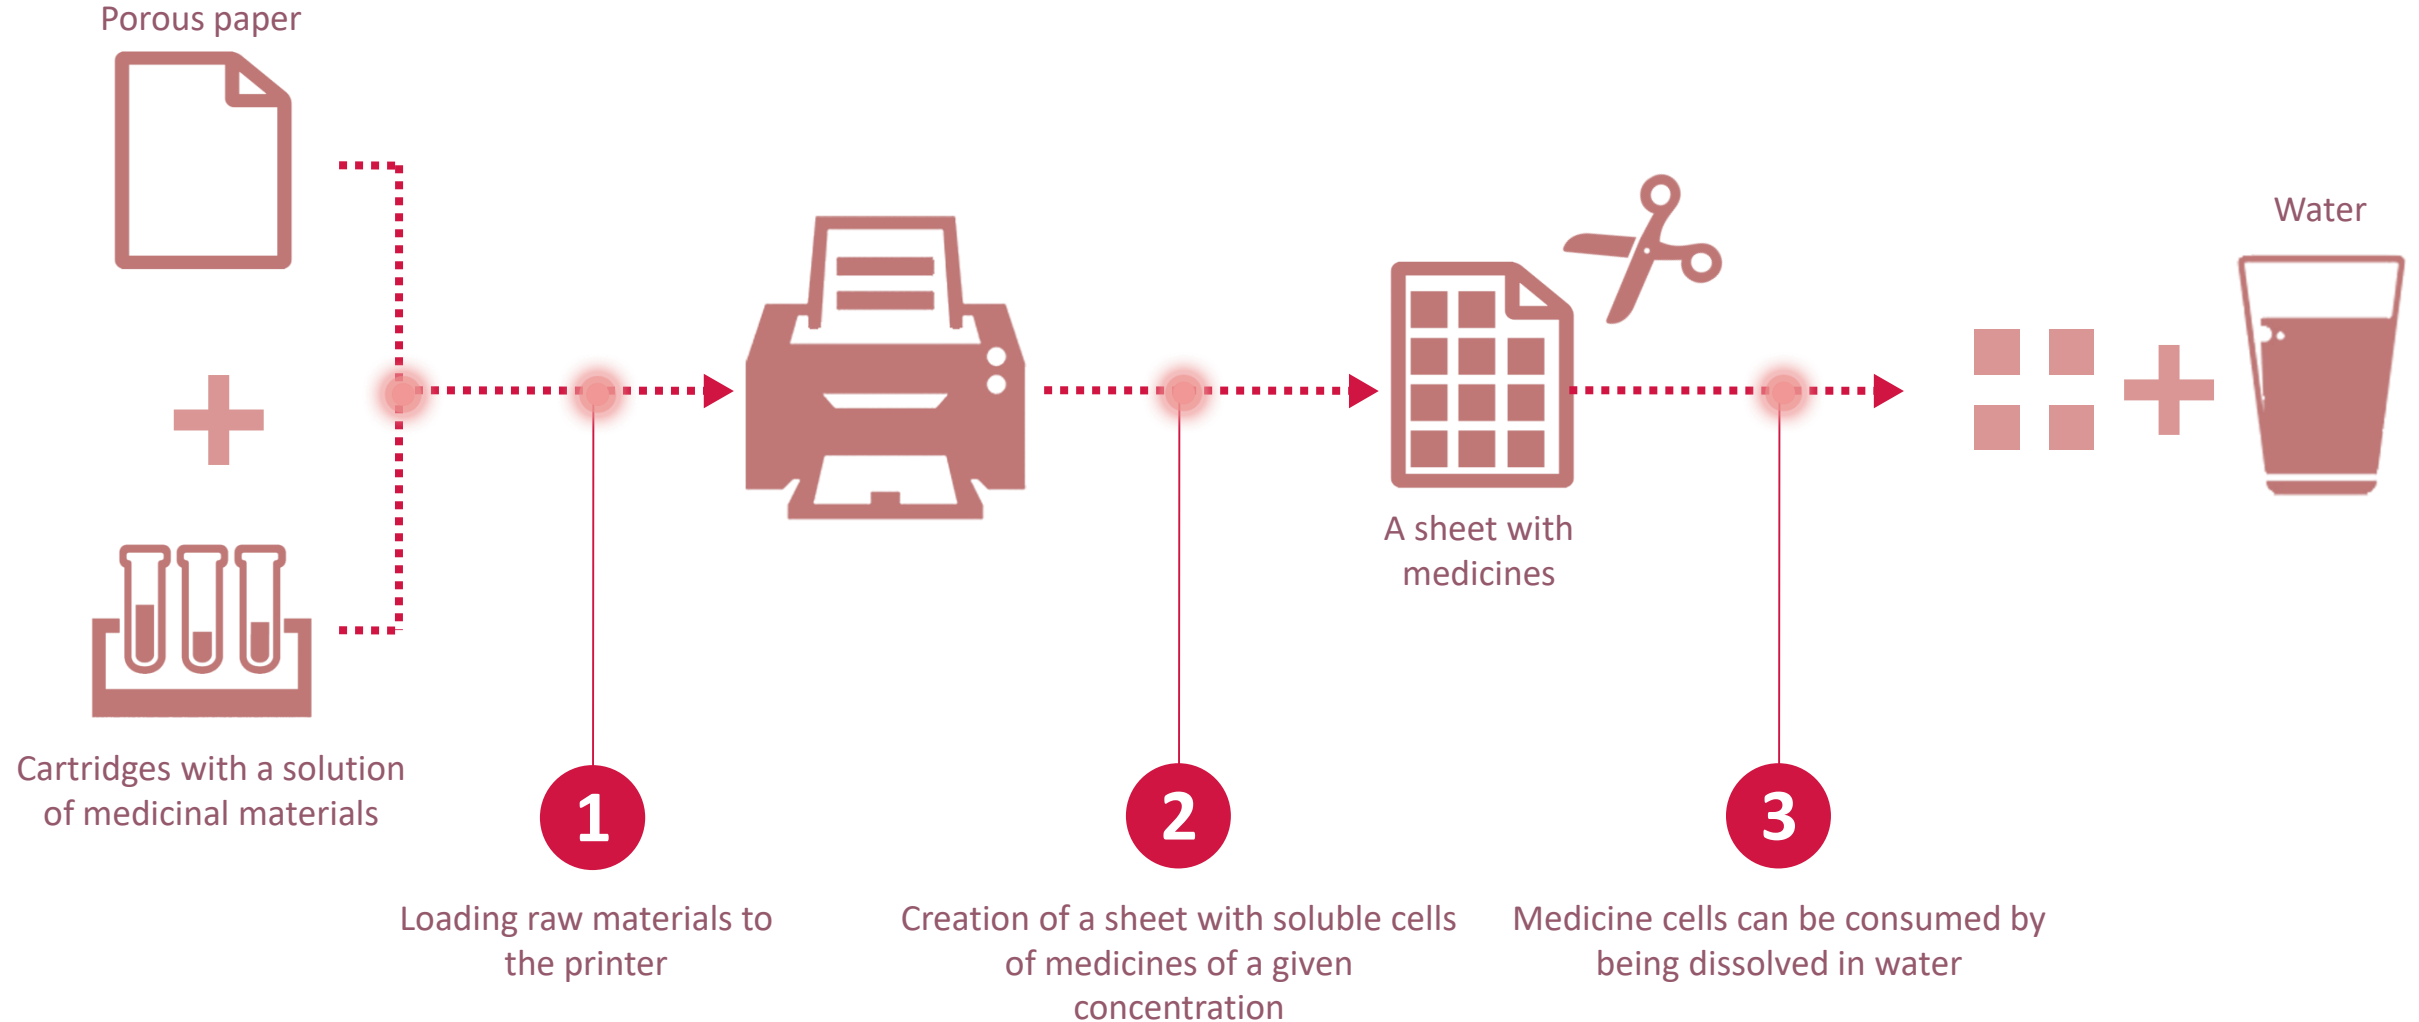 Porous paper
Cartridges with a solution
of medicinal materials
1
Loading raw materials to
the printer
2
Creation of a sheet with soluble cells
of medicines of a given
concentration
A sheet with
medicines
3
Medicine cells can be consumed by
being dissolved in water
Water